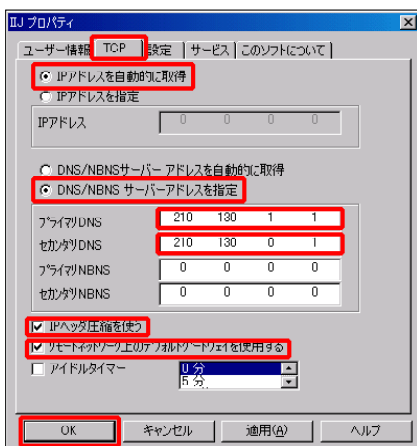 IIJ プロパティ
ユーザー情報 TCP 設定 サービス このソフトについて
IPアドレスを自動的に取得
IPアドレスを指定
IPアドレス 0 0 0 0
DNS/NBNSサーバー アドレスを自動的に取得
DNS/NBNS サーバーアドレスを指定
プライマリDNS 210 130 1 1
セカンダリDNS 210 130 0 1
プライマリNBNS 0 0 0 0
セカンダリNBNS 0 0 0 0
IPヘッダ圧縮を使う
リモートネットワーク上のデフォルトゲートウェイを使用する
アイドルタイマー 0 分
5 分
OK キャンセル 適用(A) ヘルプ